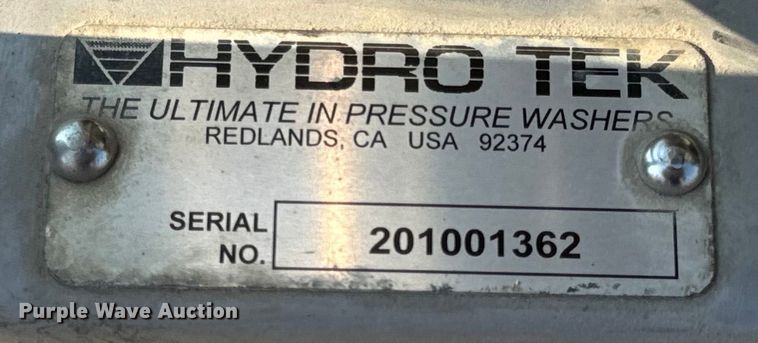 HYDRO TEK
THE ULTIMATE IN PRESSURE WASHERS
REDLANDS, CA USA 92374
SERIAL
NO.
201001362
Purple Wave Auction